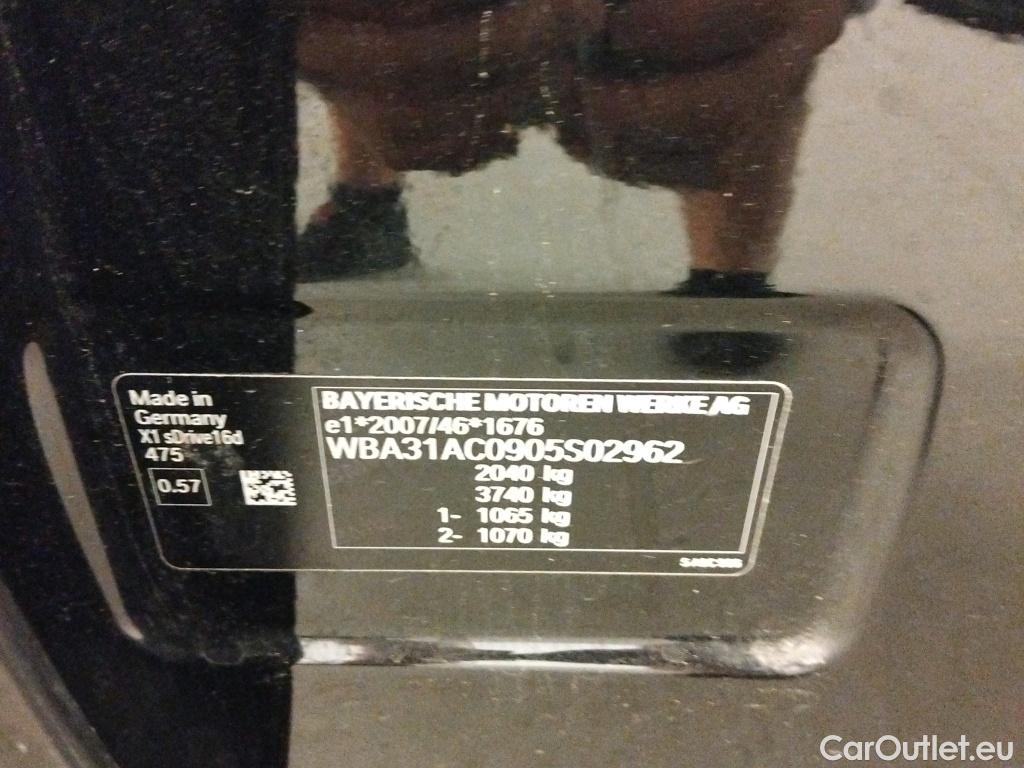 Made in
Germany
X1 sDrive16d
475
0.57
BAYERISCHE MOTOREN WERKE AG
e1*2007/46*1676
WBA31AC0905S02962
2040 kg
3740 kg
1- 1065 kg
2- 1070 kg
CarOutlet.eu